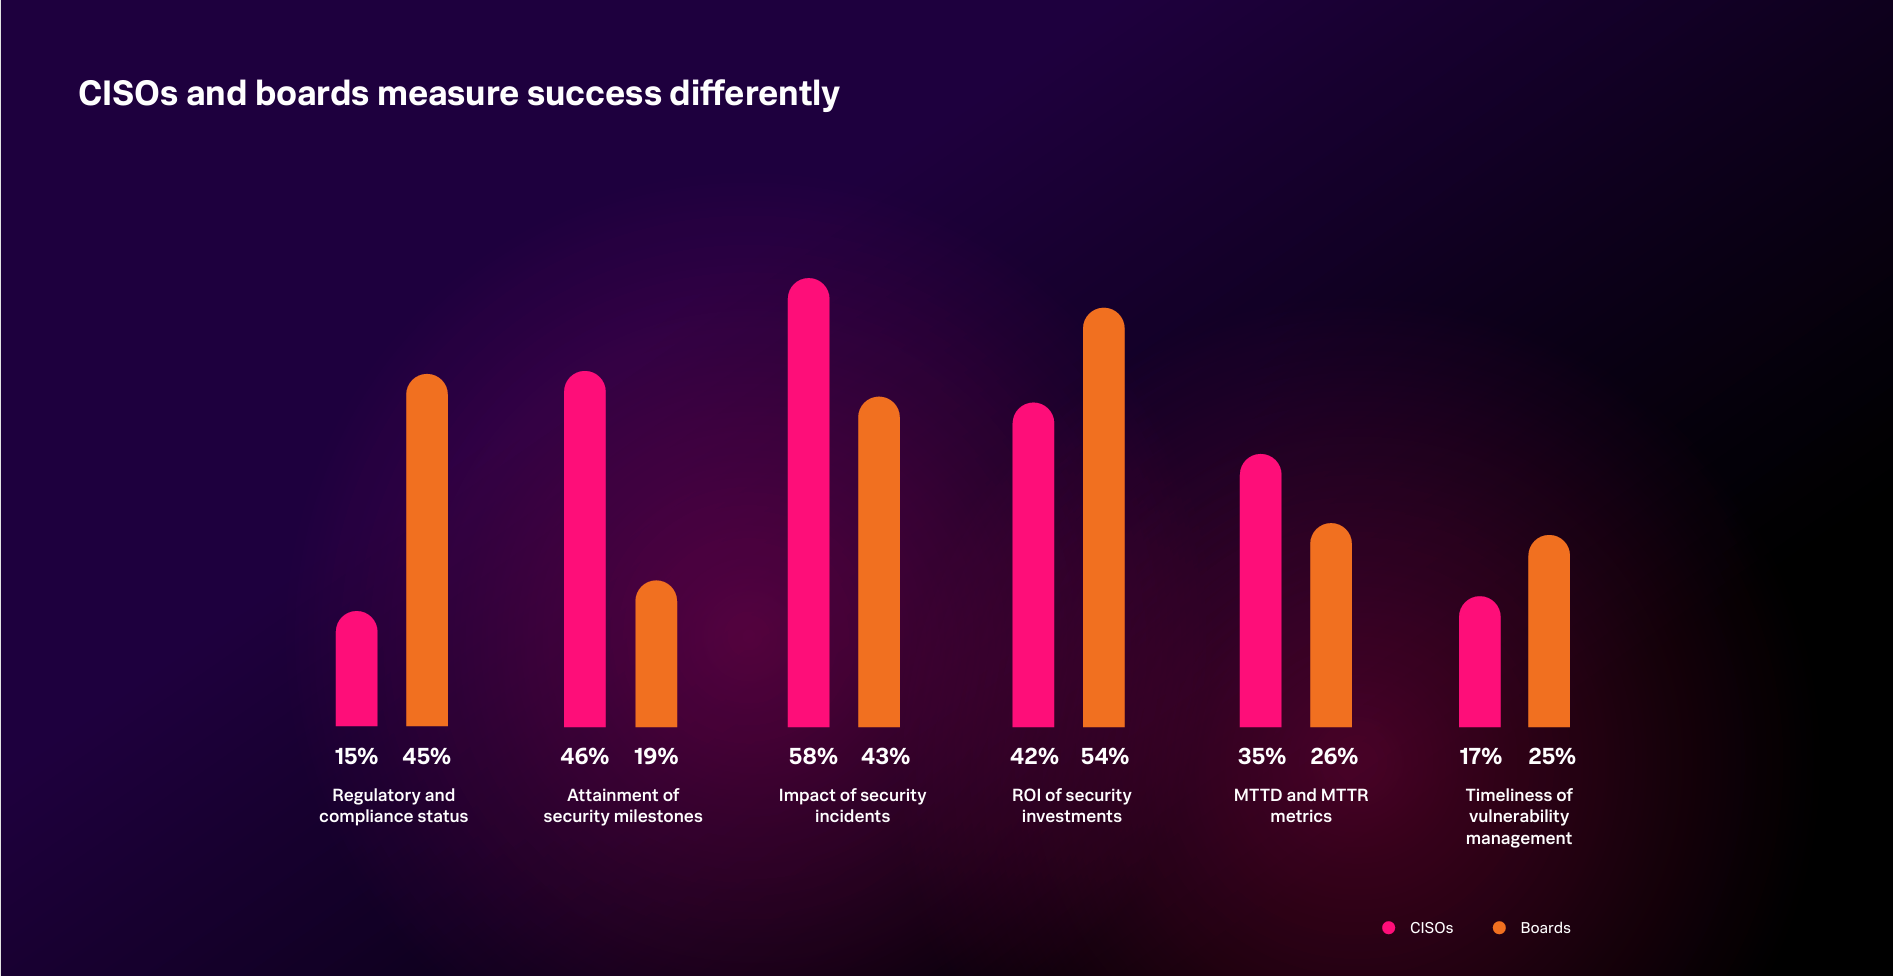 CISOs and boards measure success differently
15% 45%
Regulatory and
compliance status
46% 19%
Attainment of
security milestones
58% 43%
Impact of security
incidents
42% 54%
ROI of security
investments
35% 26%
MTTD and MTTR
metrics
17% 25%
Timeliness of
vulnerability
management
CISOs Boards